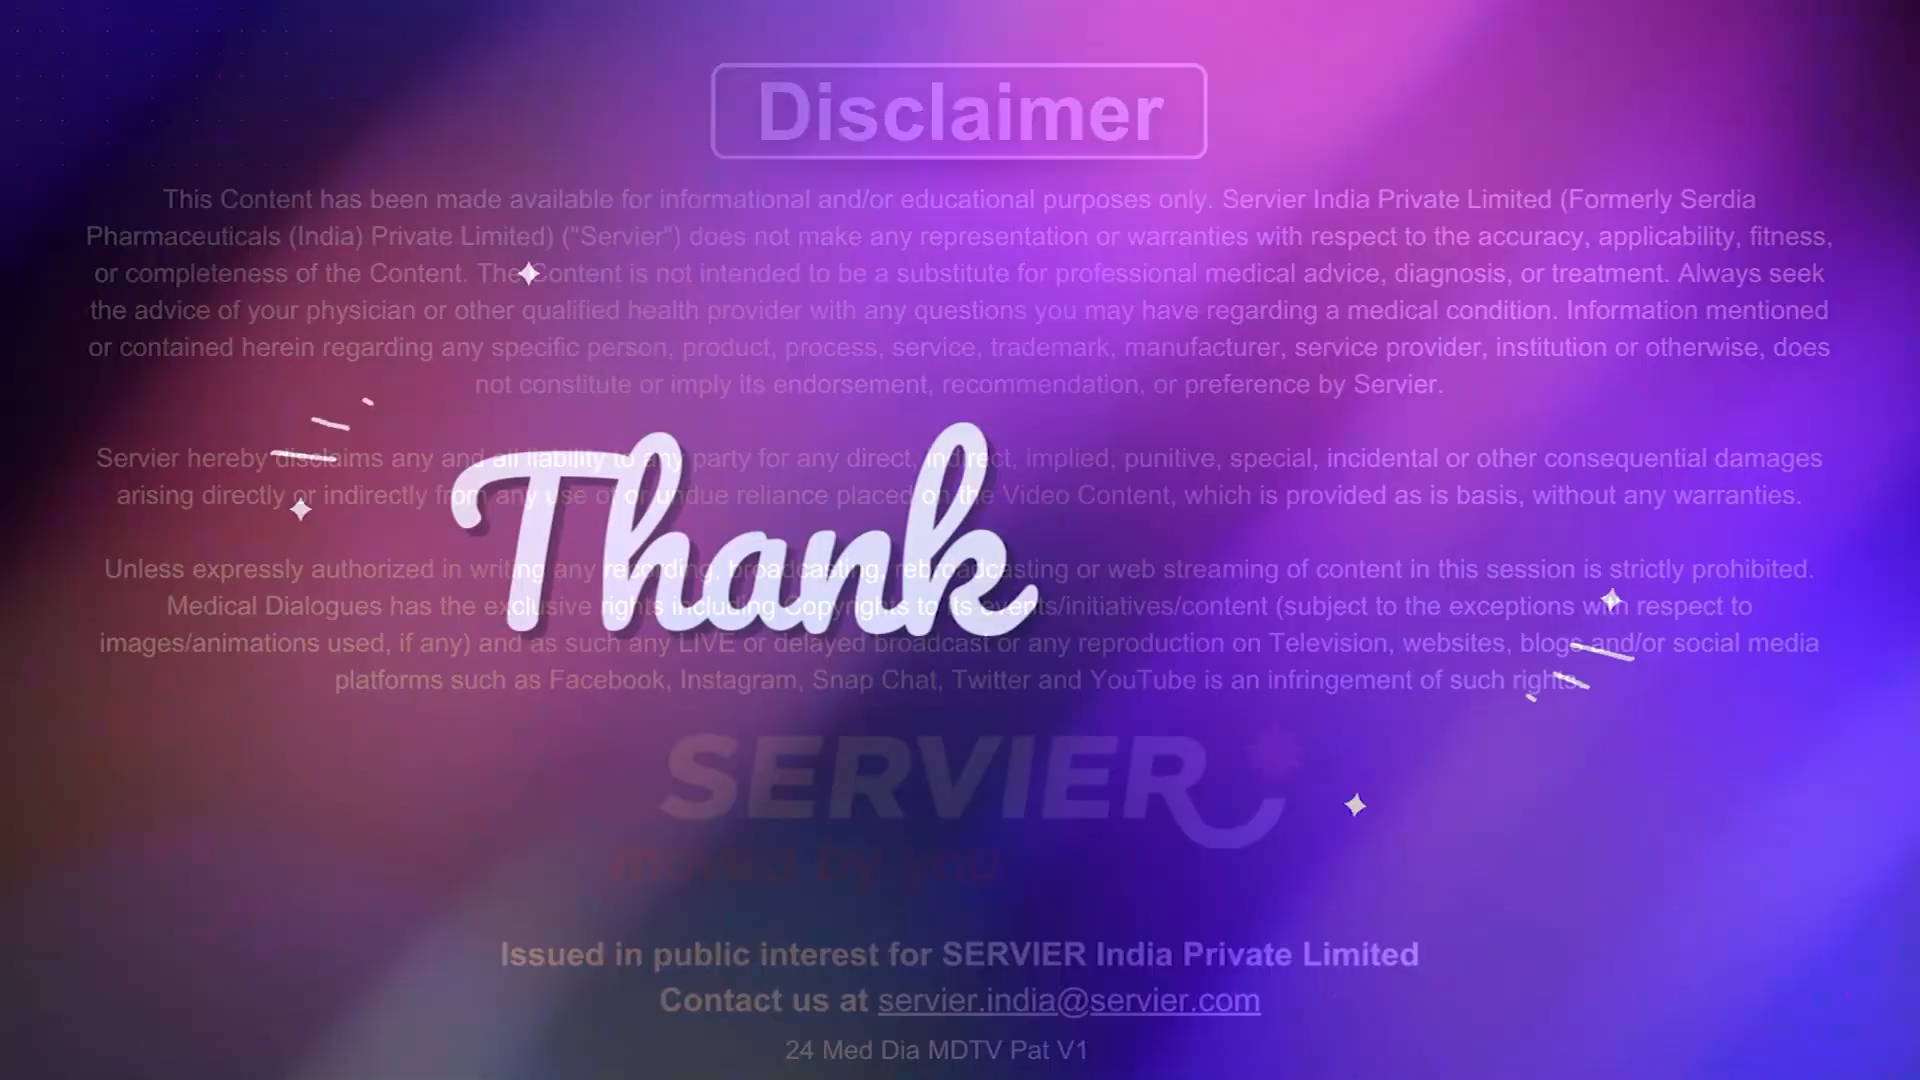 Disclaimer
This Content has been made available for informational and/or educational purposes only. Servier India Private Limited (Formerly Serdia
Pharmaceuticals (India) Private Limited) ("Servier") does not make any representation or warranties with respect to the accuracy, applicability, fitness,
or completeness of the Content. The Content is not intended to be a substitute for professional medical advice, diagnosis, or treatment. Always seek
the advice of your physician or other qualified health provider with any questions you may have regarding a medical condition. Information mentioned
or contained herein regarding any specific person, product, process, service, trademark, manufacturer, service provider, institution or otherwise, does
not constitute or imply its endorsement, recommendation, or preference by Servier.
Servier hereby disclaims any and all liability to any party for any direct, indirect, implied, punitive, special, incidental or other consequential damages
arising directly or indirectly from any use of or undue reliance placed on the Video Content, which is provided as is basis, without any warranties.
Thank
Unless expressly authorized in writing any recording, broadcasting, rebroadcasting or web streaming of content in this session is strictly prohibited.
Medical Dialogues has the exclusive rights including Copyrights to its events/initiatives/content (subject to the exceptions with respect to
images/animations used, if any) and as such any LIVE or delayed broadcast or any reproduction on Television, websites, blogs and/or social media
platforms such as Facebook, Instagram, Snap Chat, Twitter and YouTube is an infringement of such rights.
SERVIER
moved by you
Issued in public interest for SERVIER India Private Limited
Contact us at servier.india@servier.com
24 Med Dia MDTV Pat V1